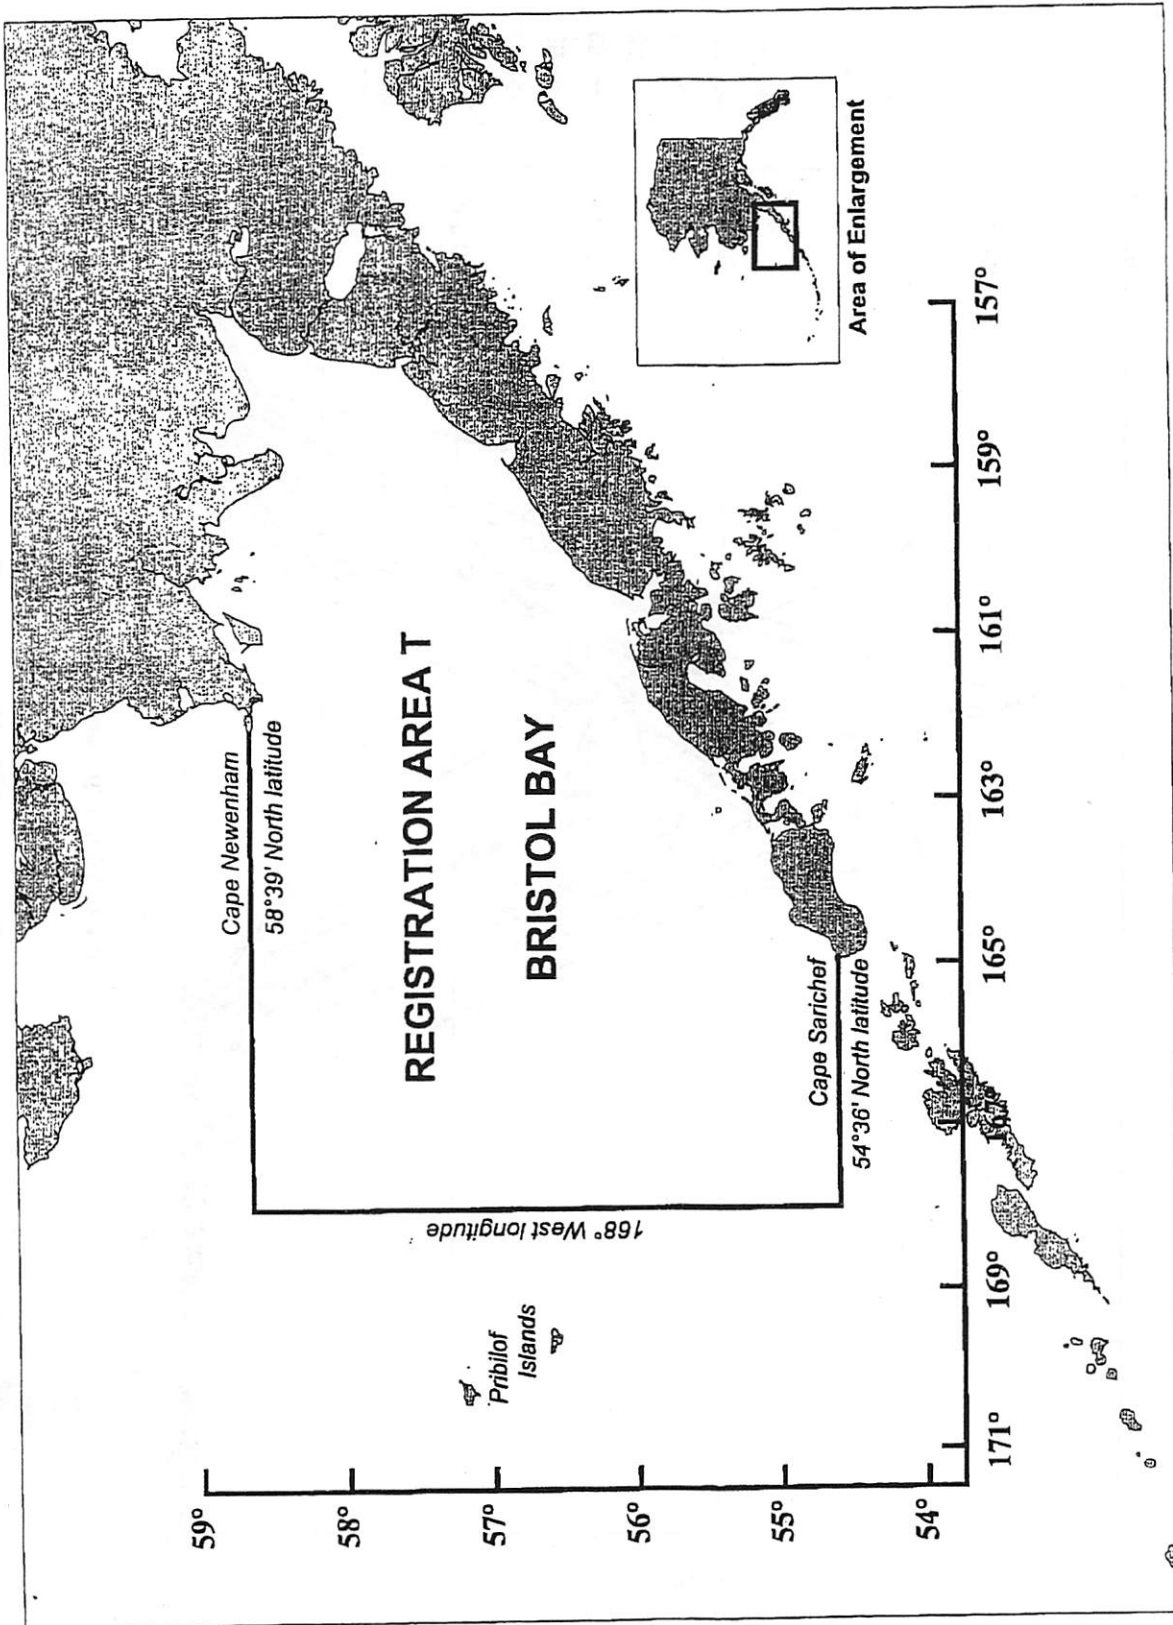 Cape Newenham
58°39' North latitude
REGISTRATION AREA T
BRISTOL BAY
168° West longitude
Cape Sarichef
54°36' North latitude
Pribilof
Islands
Area of Enlargement
59°
58°
57°
56°
55°
54°
171°
169°
167°
165°
163°
161°
159°
157°